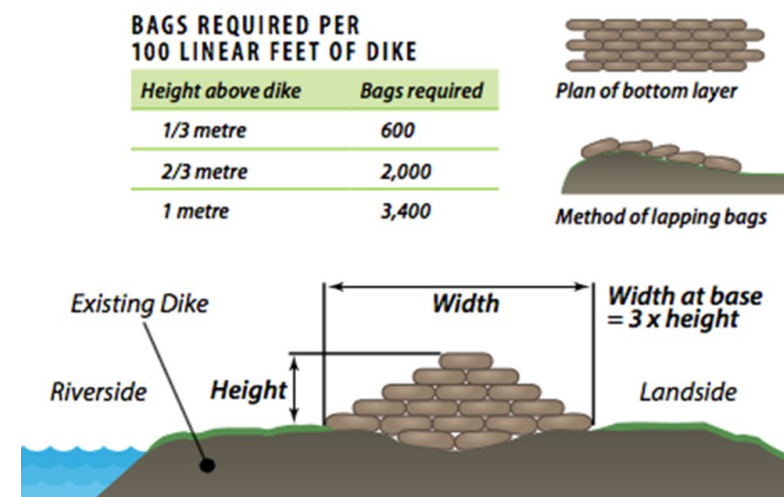 BAGS REQUIRED PER
100 LINEAR FEET OF DIKE
Height above dike Bags required
1/3 metre 600
2/3 metre 2,000
1 metre 3,400
Plan of bottom layer
Method of lapping bags
Existing Dike
Width
Width at base
= 3 x height
Riverside
Height
Landside